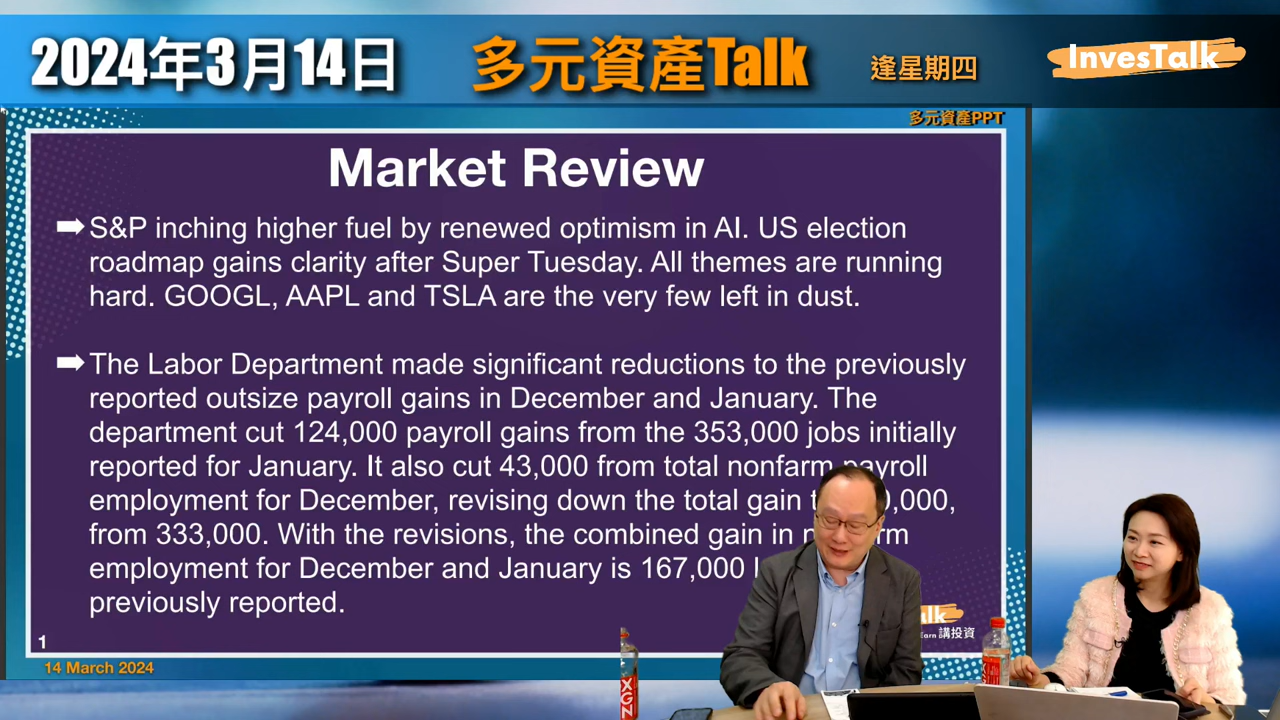 2024年3月14日 多元資產Talk 逢星期四 InvesTalk
多元資產PPT
Market Review
➡S&P inching higher fuel by renewed optimism in AI. US election
roadmap gains clarity after Super Tuesday. All themes are running
hard. GOOGL, AAPL and TSLA are the very few left in dust.
➡The Labor Department made significant reductions to the previously
reported outsize payroll gains in December and January. The
department cut 124,000 payroll gains from the 353,000 jobs initially
reported for January. It also cut 43,000 from total nonfarm payroll
employment for December, revising down the total gain 0,000,
from 333,000. With the revisions, the combined gain in
employment for December and January is 167,000
previously reported.
alk
Earn 講投資
1
14 March 2024
XGN